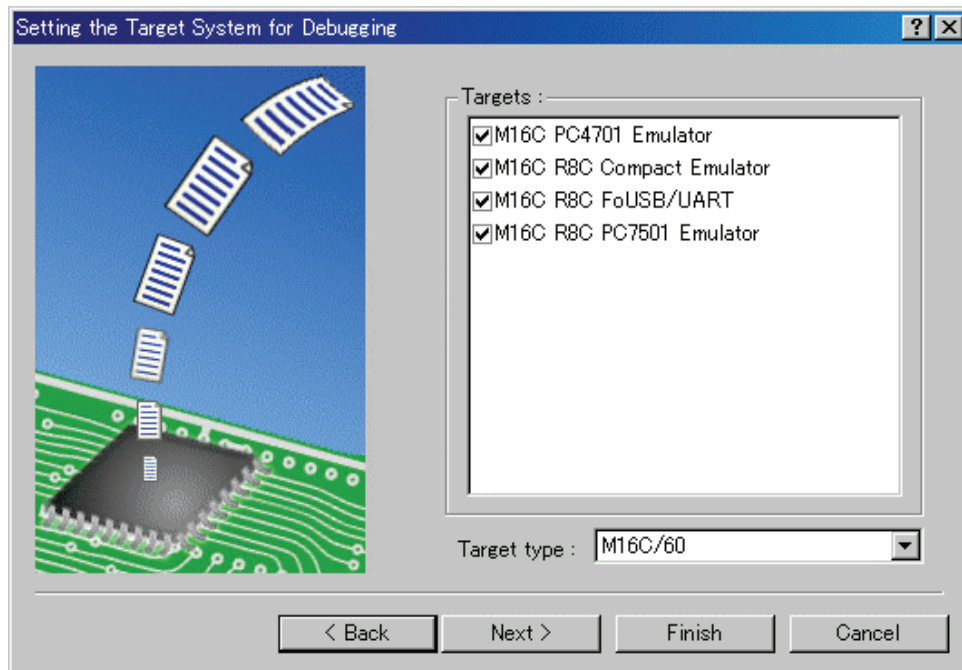 Setting the Target System for Debugging
Targets :
M16C PC4701 Emulator
M16C R8C Compact Emulator
M16C R8C FoUSB/UART
M16C R8C PC7501 Emulator
Target type : M16C/60
< Back Next > Finish Cancel